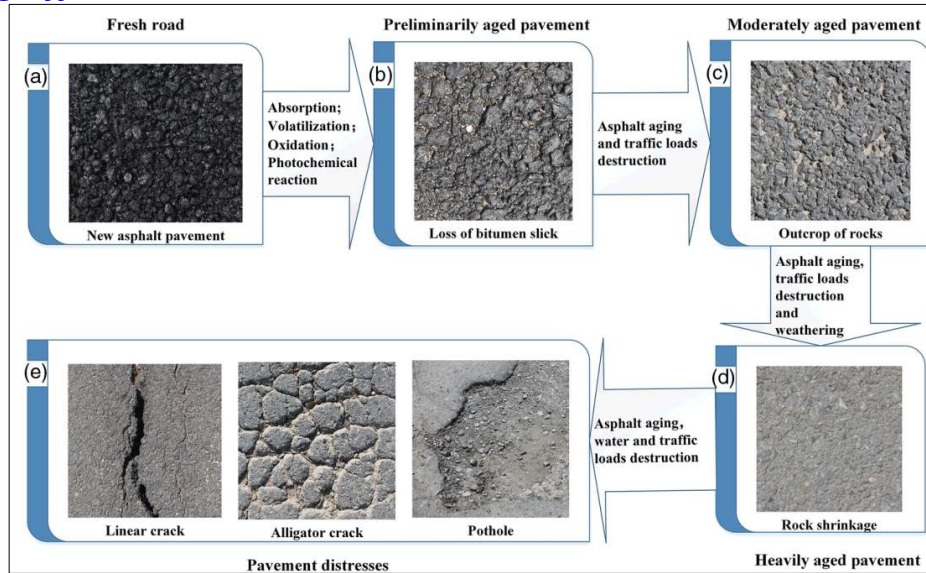 Fresh road
Preliminarily aged pavement
Moderately aged pavement
(a)
New asphalt pavement
Absorption;
Volatilization;
Oxidation;
Photochemical
reaction
(b)
Loss of bitumen slick
Asphalt aging
and traffic loads
destruction
(c)
Outcrop of rocks
Asphalt aging,
traffic loads
destruction
and
weathering
(d)
Rock shrinkage
Heavily aged pavement
Asphalt aging,
water and traffic
loads destruction
(e)
Linear crack
Alligator crack
Pothole
Pavement distresses